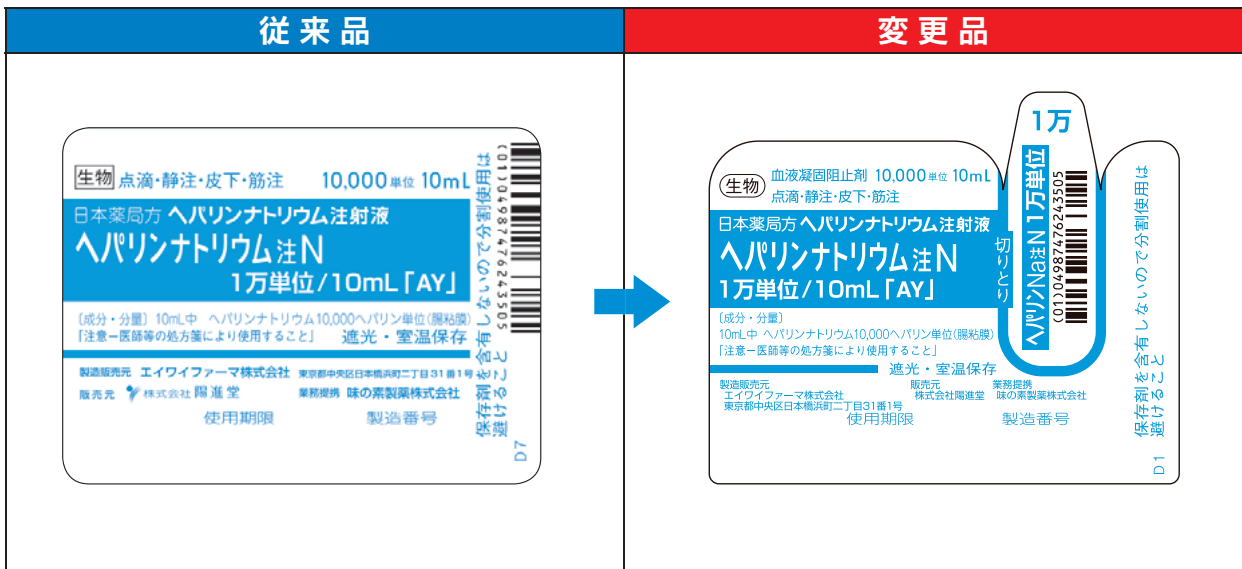 従来品
生物 点滴・静注・皮下・筋注 10,000単位 10mL
日本薬局方 ヘパリンナトリウム注射液
ヘパリンナトリウム注N
1万単位/10mL「AY」
〔成分・分量〕10mL中 ヘパリンナトリウム10,000ヘパリン単位(腸粘膜)
「注意-医師等の処方箋により使用すること」 遮光・室温保存
製造販売元 エイワイファーマ株式会社 東京都中央区日本橋浜町二丁目31番1号
販売元 株式会社陽進堂 業務提携 味の素製薬株式会社
使用期限 製造番号
保存剤を含有しないので分割使用は
避けること
(01)04987476243505
D7
変更品
生物 血液凝固阻止剤 10,000単位 10mL
点滴・静注・皮下・筋注
日本薬局方 ヘパリンナトリウム注射液
ヘパリンナトリウム注N
1万単位/10mL「AY」
〔成分・分量〕
10mL中 ヘパリンナトリウム10,000ヘパリン単位(腸粘膜)
「注意-医師等の処方箋により使用すること」
遮光・室温保存
製造販売元
エイワイファーマ株式会社
東京都中央区日本橋浜町二丁目31番1号
販売元
株式会社陽進堂
業務提携
味の素製薬株式会社
使用期限 製造番号
切りとり
1万
ヘパリンNa注N 1万単位
(01)04987476243505
保存剤を含有しないので分割使用は
避けること
D1